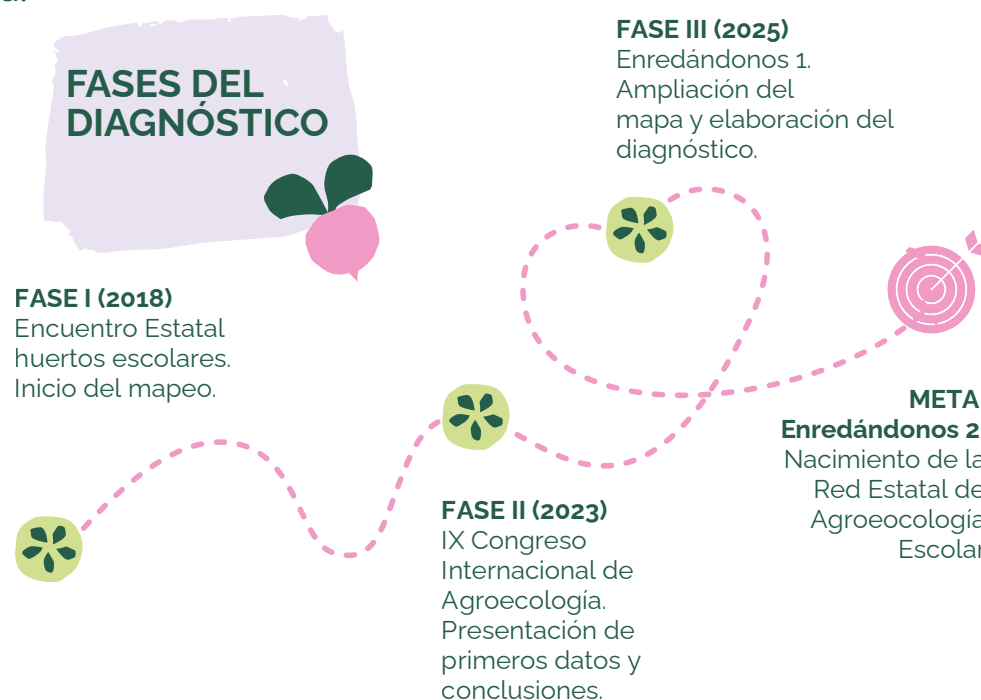 FASES DEL
DIAGNÓSTICO
FASE I (2018)
Encuentro Estatal
huertos escolares.
Inicio del mapeo.
FASE II (2023)
IX Congreso
Internacional de
Agroecología.
Presentación de
primeros datos y
conclusiones.
FASE III (2025)
Enredándonos 1.
Ampliación del
mapa y elaboración del
diagnóstico.
META
Enredándonos 2
Nacimiento de la
Red Estatal de
Agroeocología
Escolar